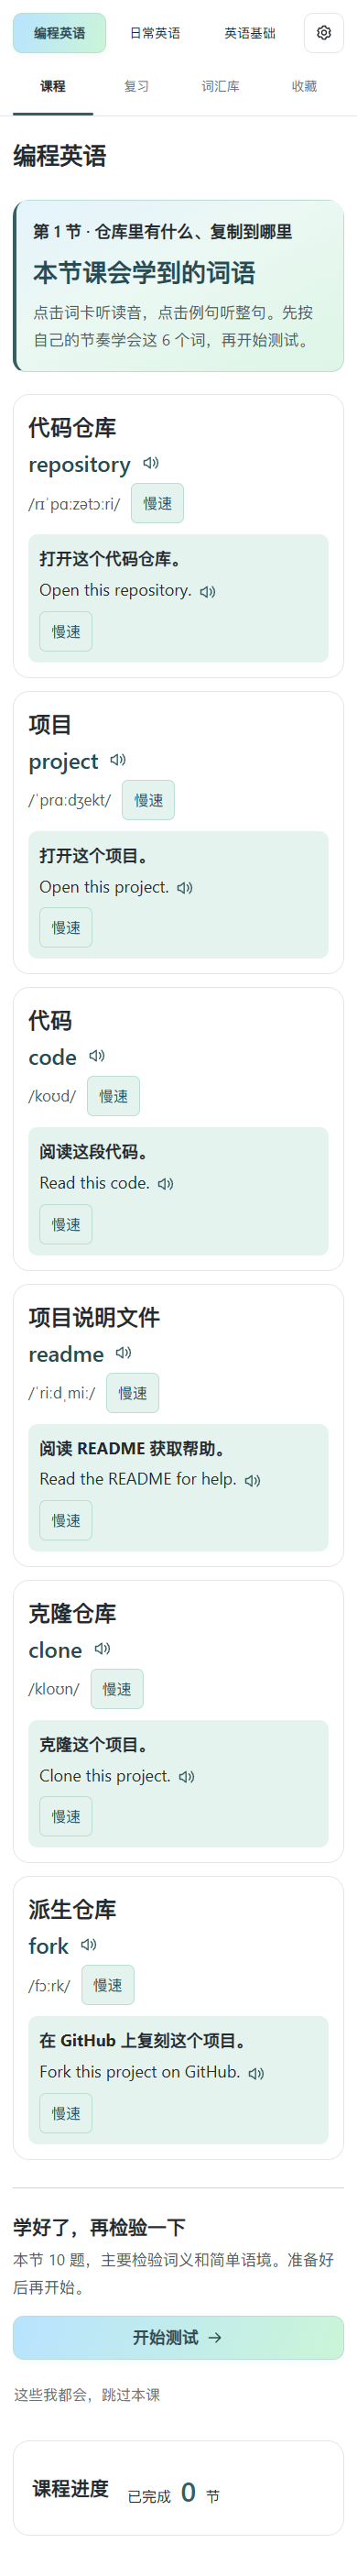 编程英语 日常英语 英语基础
课程 复习 词汇库 收藏
编程英语
第 1 节 · 仓库里有什么、复制到哪里
本节课会学到的词语
点击词卡听读音，点击例句听整句。先按
自己的节奏学会这 6 个词，再开始测试。
代码仓库
repository
/rɪˈpɑːzətɔːri/ 慢速
打开这个代码仓库。
Open this repository.
慢速
项目
project
/ˈprɑːdʒekt/ 慢速
打开这个项目。
Open this project.
慢速
代码
code
/koʊd/ 慢速
阅读这段代码。
Read this code.
慢速
项目说明文件
readme
/ˈriːdˌmiː/ 慢速
阅读 README 获取帮助。
Read the README for help.
慢速
克隆仓库
clone
/kloʊn/ 慢速
克隆这个项目。
Clone this project.
慢速
派生仓库
fork
/fɔːrk/ 慢速
在 GitHub 上复刻这个项目。
Fork this project on GitHub.
慢速
学好了，再检验一下
本节 10 题，主要检验词义和简单语境。准备好
后再开始。
开始测试 →
这些我都会，跳过本课
课程进度 已完成 0 节